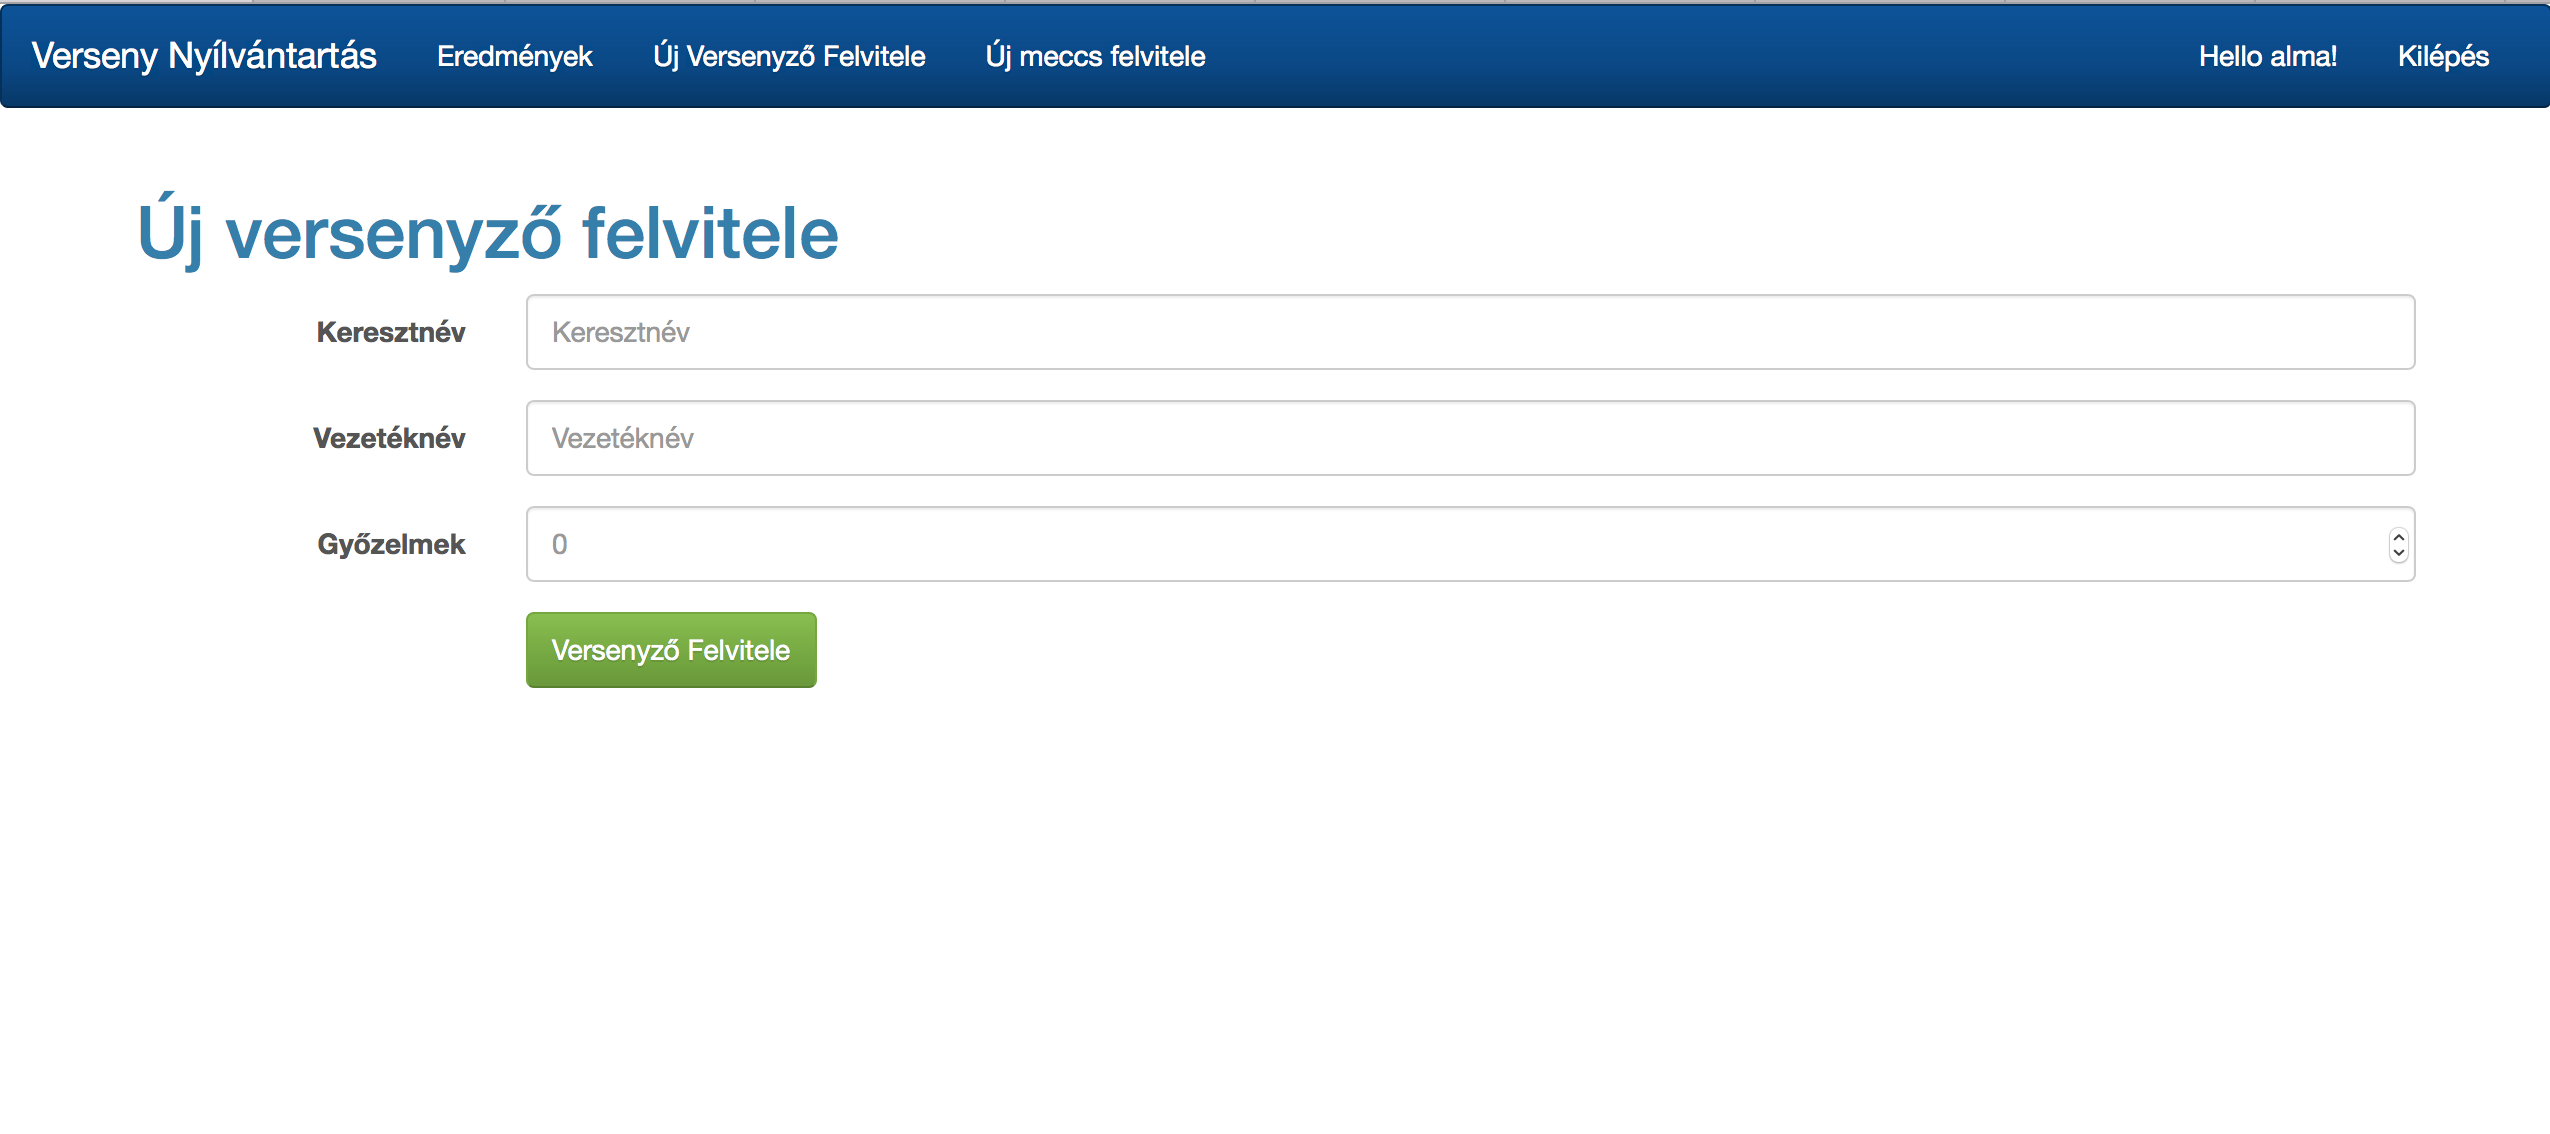 Verseny Nyílvántartás Eredmények Új Versenyző Felvitele Új meccs felvitele Hello alma! Kilépés
Új versenyző felvitele
Keresztnév Keresztnév
Vezetéknév Vezetéknév
Győzelmek 0
Versenyző Felvitele